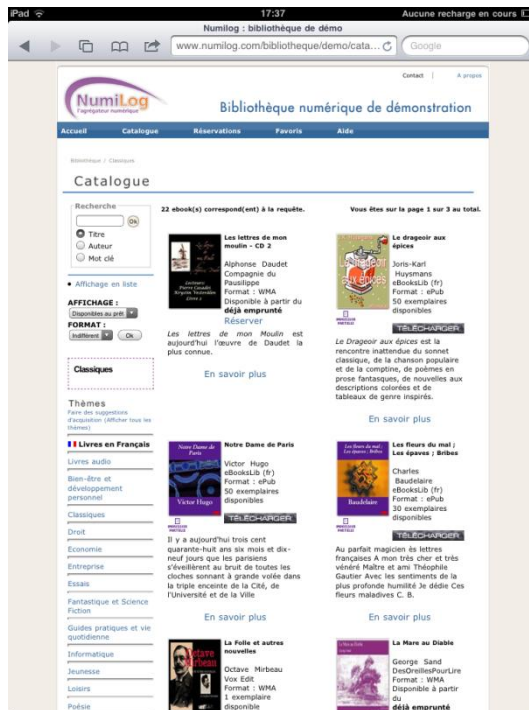 iPad 17:37 Aucune recharge en cours
Numilog : bibliothèque de démo
www.numilog.com/bibliotheque/demo/cata... Google
Contact | A propos
NumiLog
l'agrégateur numérique
Bibliothèque numérique de démonstration
Accueil Catalogue Réservations Favoris Aide
Bibliothèque / Classiques
Catalogue
Recherche
Ok
Titre
Auteur
Mot clé
Affichage en liste
AFFICHAGE :
Disponibles au prêt
FORMAT :
Indifférent Ok
Classiques
Thèmes
Faire des suggestions
d'acquisition (Afficher tous les
thèmes)
Livres en Français
Livres audio
Bien-être et
développement
personnel
Classiques
Droit
Economie
Entreprise
Essais
Fantastique et Science
Fiction
Guides pratiques et vie
quotidienne
Informatique
Jeunesse
Loisirs
Poésie
22 ebook(s) correspond(ent) à la requête.
Vous êtes sur la page 1 sur 3 au total.
Les lettres de mon
moulin - CD 2
Alphonse Daudet
Compagnie du
Pausilippe
Format : WMA
Disponible à partir du
déjà emprunté
Réserver
Les lettres de mon Moulin est
aujourd'hui l'œuvre de Daudet la
plus connue.
En savoir plus
Le drageoir aux
épices
Joris-Karl
Huysmans
eBooksLib (fr)
Format : ePub
50 exemplaires
disponibles
TÉLÉCHARGER
Le Drageoir aux épices est la
rencontre inattendue du sonnet
classique, de la chanson populaire
et de la comptine, de poèmes en
prose fantasques, de nouvelles aux
descriptions colorées et de
tableaux de genre inspirés.
En savoir plus
Notre Dame de
Paris
Victor Hugo
Notre Dame de Paris
Victor Hugo
eBooksLib (fr)
Format : ePub
50 exemplaires
disponibles
TÉLÉCHARGER
Il y a aujourd'hui trois cent
quarante-huit ans six mois et dix-
neuf jours que les parisiens
s'éveillèrent au bruit de toutes les
cloches sonnant à grande volée dans
la triple enceinte de la Cité, de
l'Université et de la Ville
En savoir plus
Baudelaire
Les fleurs du mal ;
Les épaves ; Bribes
Charles
Baudelaire
eBooksLib (fr)
Format : ePub
30 exemplaires
disponibles
TÉLÉCHARGER
Au parfait magicien ès lettres
françaises A mon très cher et très
vénéré Maître et ami Théophile
Gautier Avec les sentiments de la
plus profonde humilité Je dédie Ces
fleurs maladives C. B.
En savoir plus
Octave
Mirbeau
La Folle et autres
nouvelles
Octave Mirbeau
Vox Edit
Format : WMA
1 exemplaire
disponible
La Mare au Diable
George Sand
DesOreillesPourLire
Format : WMA
Disponible à partir
du
déjà emprunté